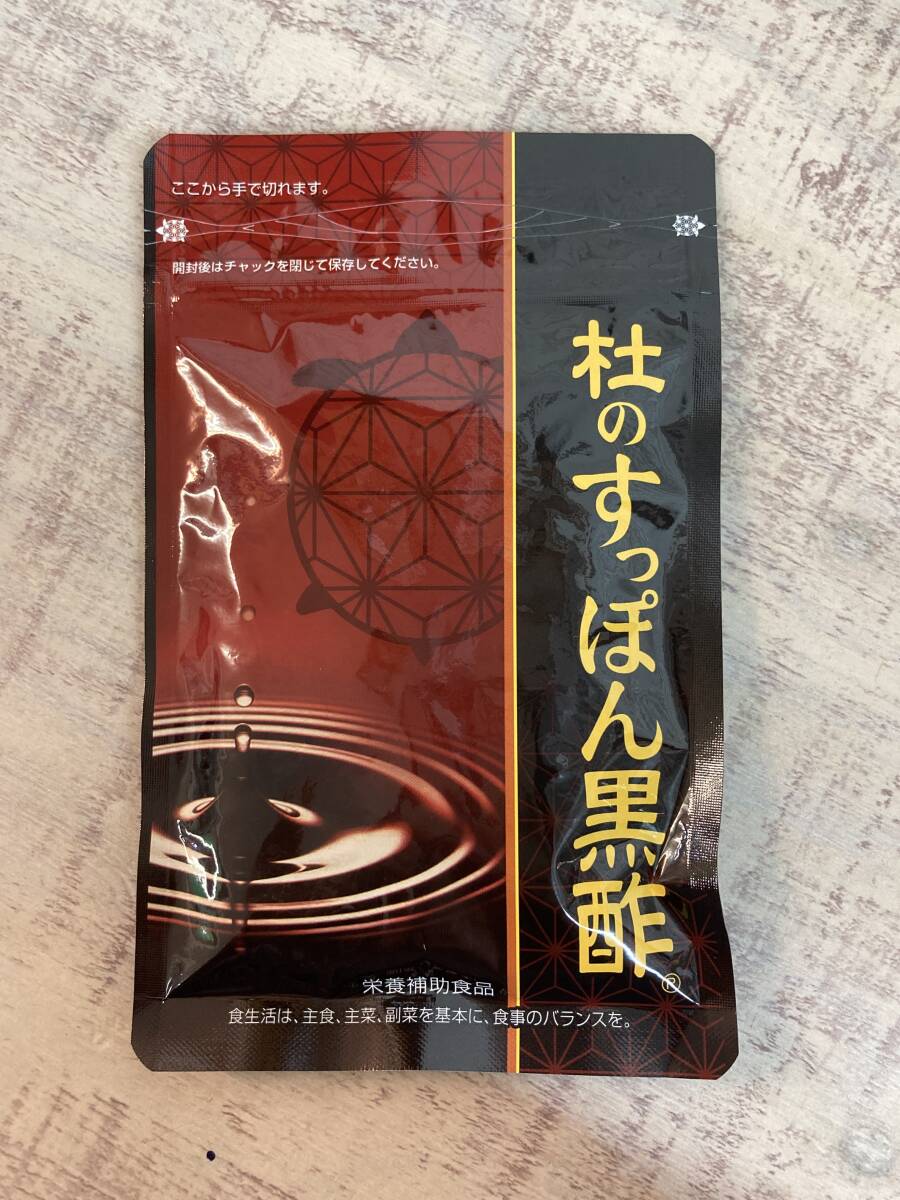 ここから手で切れます。
開封後はチャックを閉じて保存してください。
杜のすっぽん黒酢®
栄養補助食品
食生活は、主食、主菜、副菜を基本に、食事のバランスを。